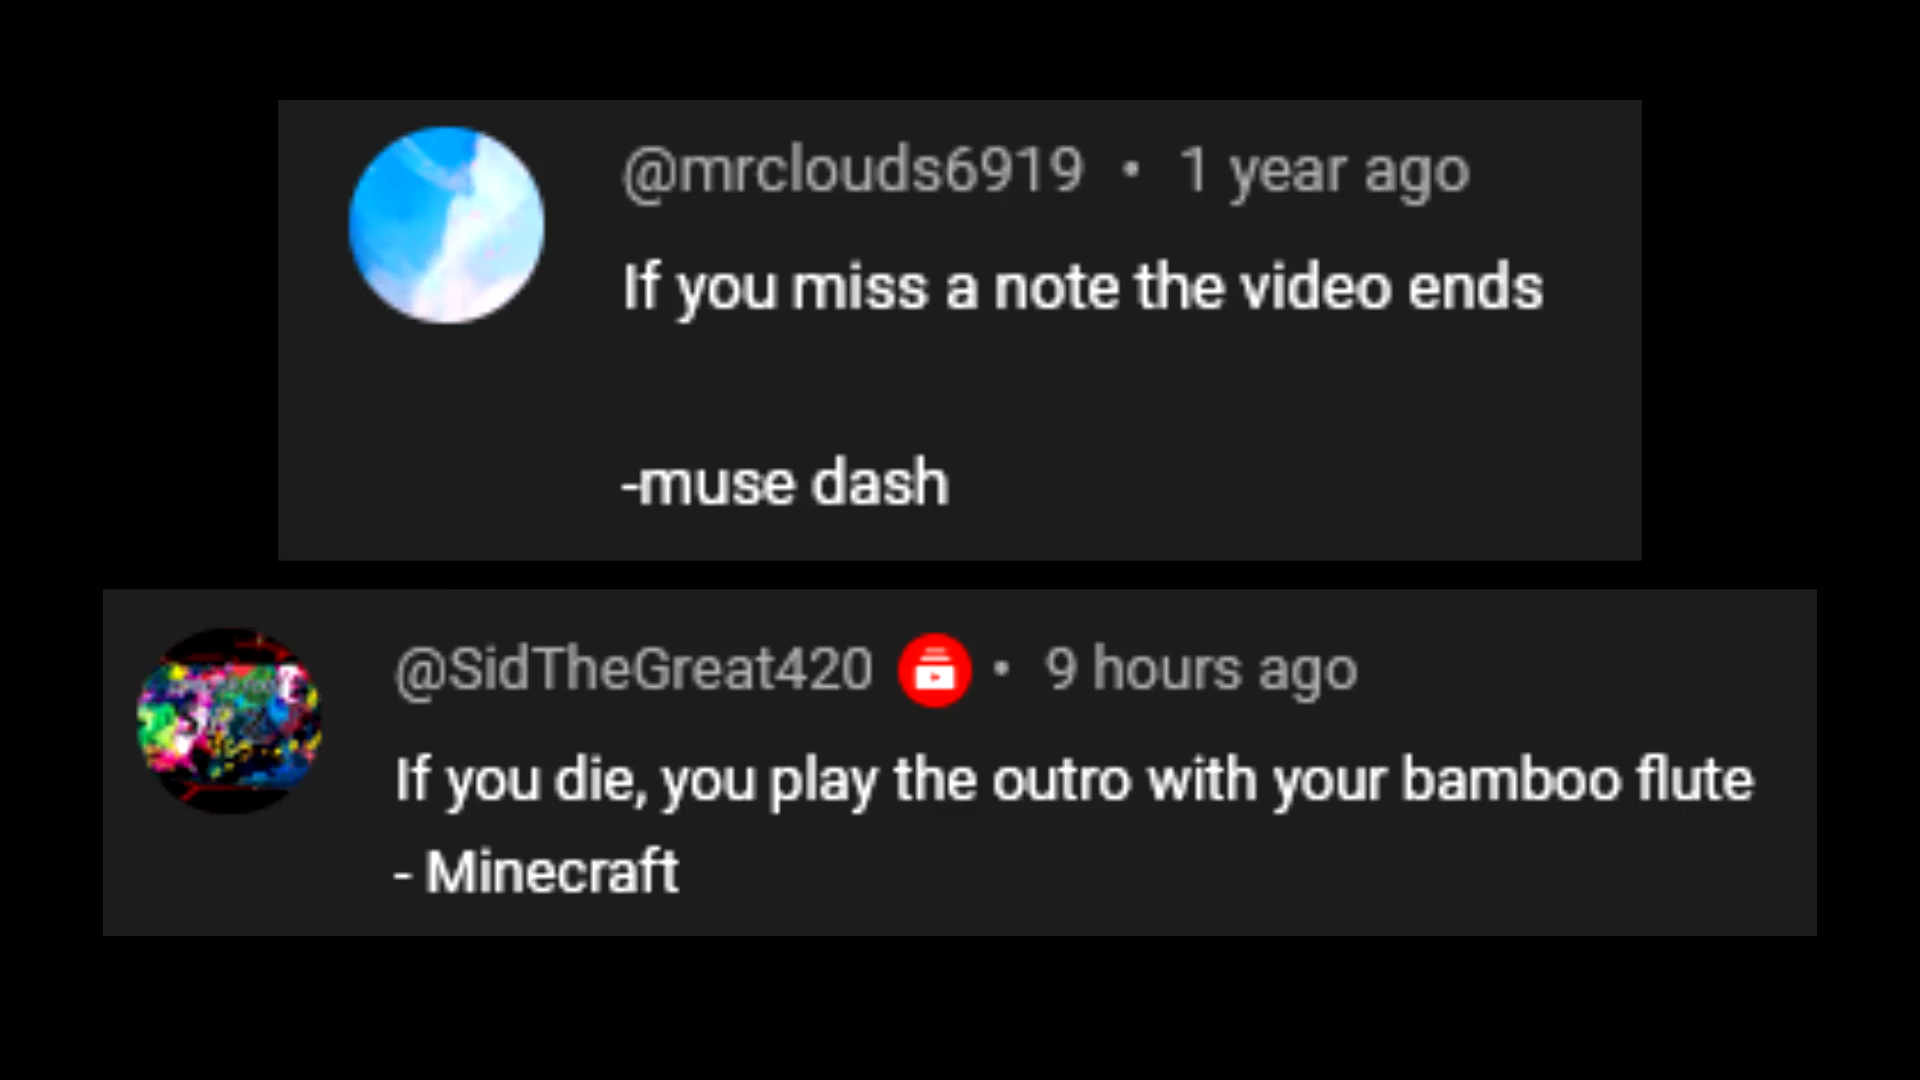 @mrclouds6919 • 1 year ago
If you miss a note the video ends
-muse dash
@SidTheGreat420 • 9 hours ago
If you die, you play the outro with your bamboo flute
- Minecraft